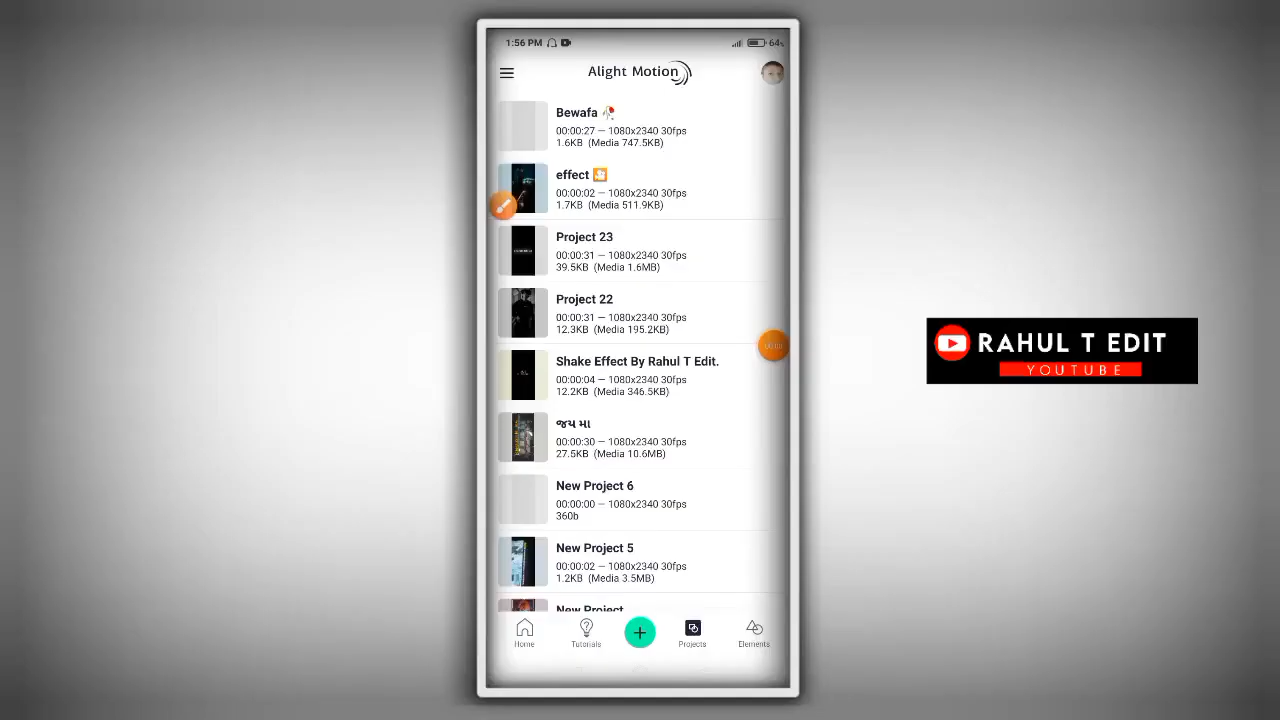 1:56 PM
64%
Alight Motion
Bewafa 🥀
00:00:27 — 1080x2340 30fps
1.6KB (Media 747.5KB)
effect 🎦
00:00:02 — 1080x2340 30fps
1.7KB (Media 511.9KB)
Project 23
00:00:31 — 1080x2340 30fps
39.5KB (Media 1.6MB)
Project 22
00:00:31 — 1080x2340 30fps
12.3KB (Media 195.2KB)
Shake Effect By Rahul T Edit.
00:00:04 — 1080x2340 30fps
12.2KB (Media 346.5KB)
જય મા
00:00:30 — 1080x2340 30fps
27.5KB (Media 10.6MB)
New Project 6
00:00:00 — 1080x2340 30fps
360b
New Project 5
00:00:02 — 1080x2340 30fps
1.2KB (Media 3.5MB)
New Project
Home
Tutorials
Projects
Elements
RAHUL T EDIT
YOUTUBE